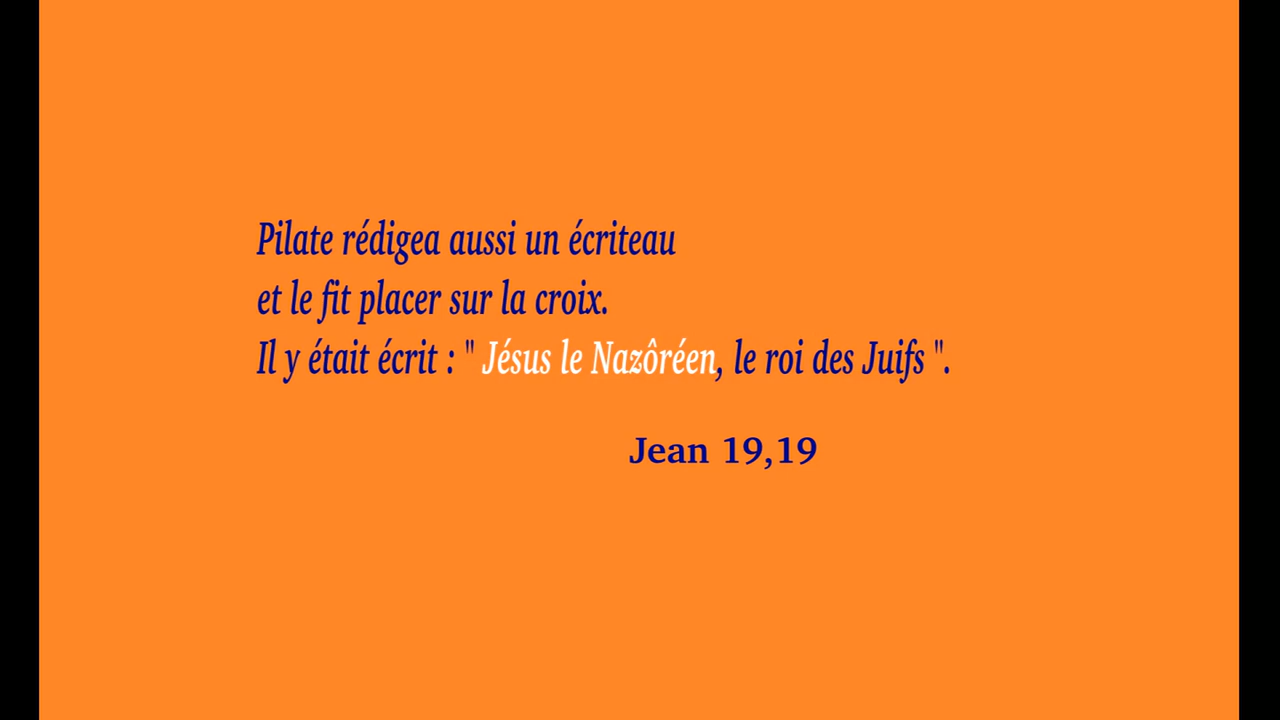 Pilate rédigea aussi un écriteau
et le fit placer sur la croix.
Il y était écrit : " Jésus le Nazôréen, le roi des Juifs ".
Jean 19,19